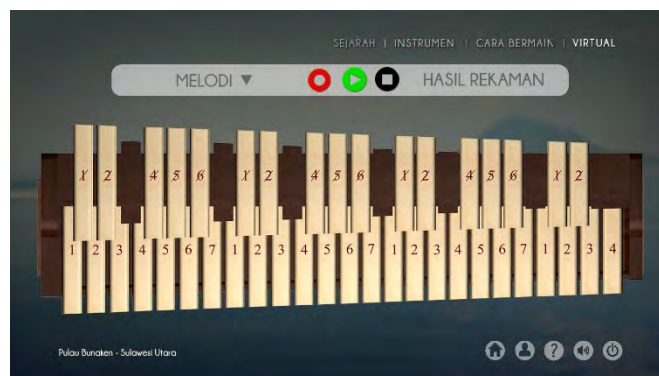 SEJARAH | INSTRUMEN | CARA BERMAIN | VIRTUAL
MELODI ▼ HASIL REKAMAN
1 2 4 5 6 1 2 4 5 6 1 2 4 5 6 1 2
1 2 3 4 5 6 7 1 2 3 4 5 6 7 1 2 3 4 5 6 7 1 2 3 4
Pulau Bunaken - Sulawesi Utara ?